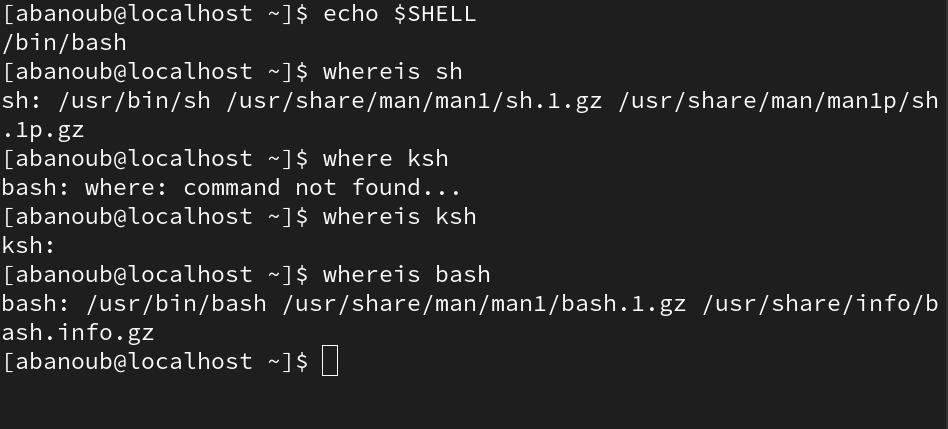 [abanoub@localhost ~]$ echo $SHELL
/bin/bash
[abanoub@localhost ~]$ whereis sh
sh: /usr/bin/sh /usr/share/man/man1/sh.1.gz /usr/share/man/man1p/sh
.1p.gz
[abanoub@localhost ~]$ where ksh
bash: where: command not found...
[abanoub@localhost ~]$ whereis ksh
ksh:
[abanoub@localhost ~]$ whereis bash
bash: /usr/bin/bash /usr/share/man/man1/bash.1.gz /usr/share/info/b
ash.info.gz
[abanoub@localhost ~]$